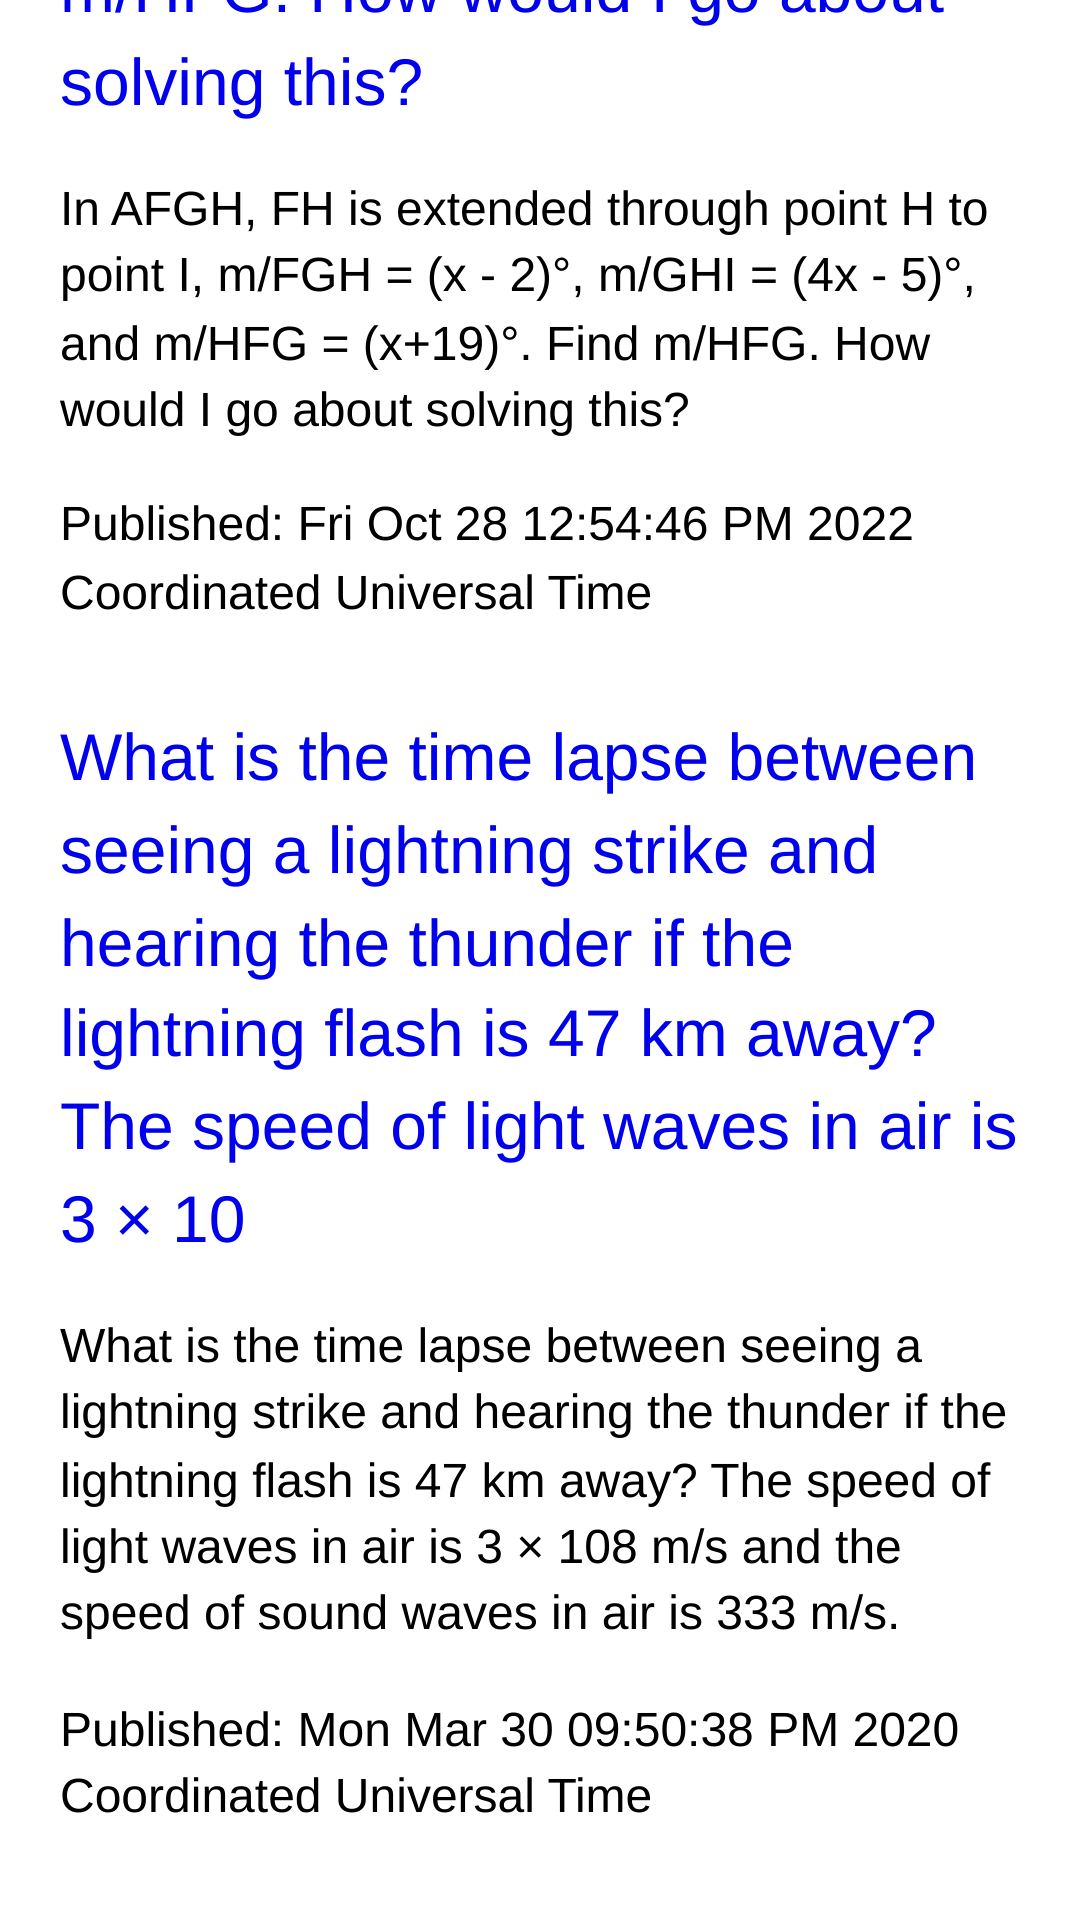 m/HFG. How would I go about
solving this?
In AFGH, FH is extended through point H to
point I, m/FGH = (x - 2)°, m/GHI = (4x - 5)°,
and m/HFG = (x+19)°. Find m/HFG. How
would I go about solving this?
Published: Fri Oct 28 12:54:46 PM 2022
Coordinated Universal Time
What is the time lapse between
seeing a lightning strike and
hearing the thunder if the
lightning flash is 47 km away?
The speed of light waves in air is
3 × 10
What is the time lapse between seeing a
lightning strike and hearing the thunder if the
lightning flash is 47 km away? The speed of
light waves in air is 3 × 108 m/s and the
speed of sound waves in air is 333 m/s.
Published: Mon Mar 30 09:50:38 PM 2020
Coordinated Universal Time